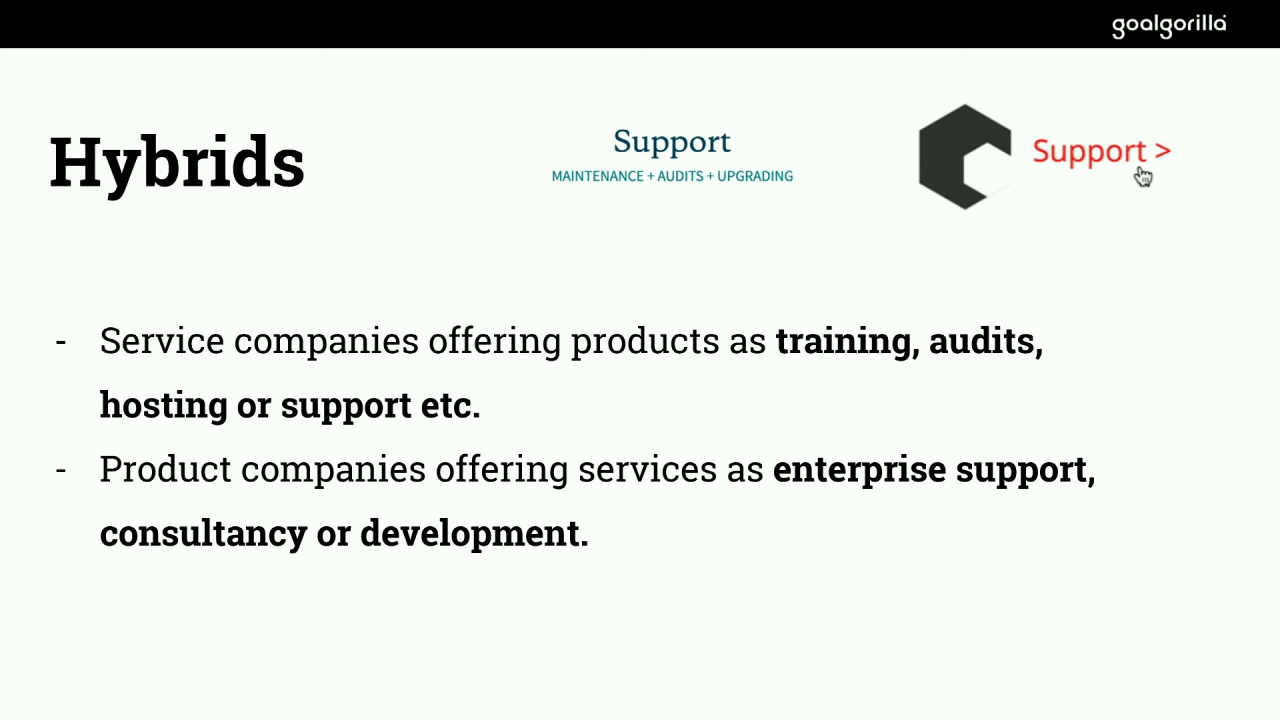 goalgorilla
Hybrids
Support
MAINTENANCE + AUDITS + UPGRADING
Support >
- Service companies offering products as training, audits,
hosting or support etc.
- Product companies offering services as enterprise support,
consultancy or development.